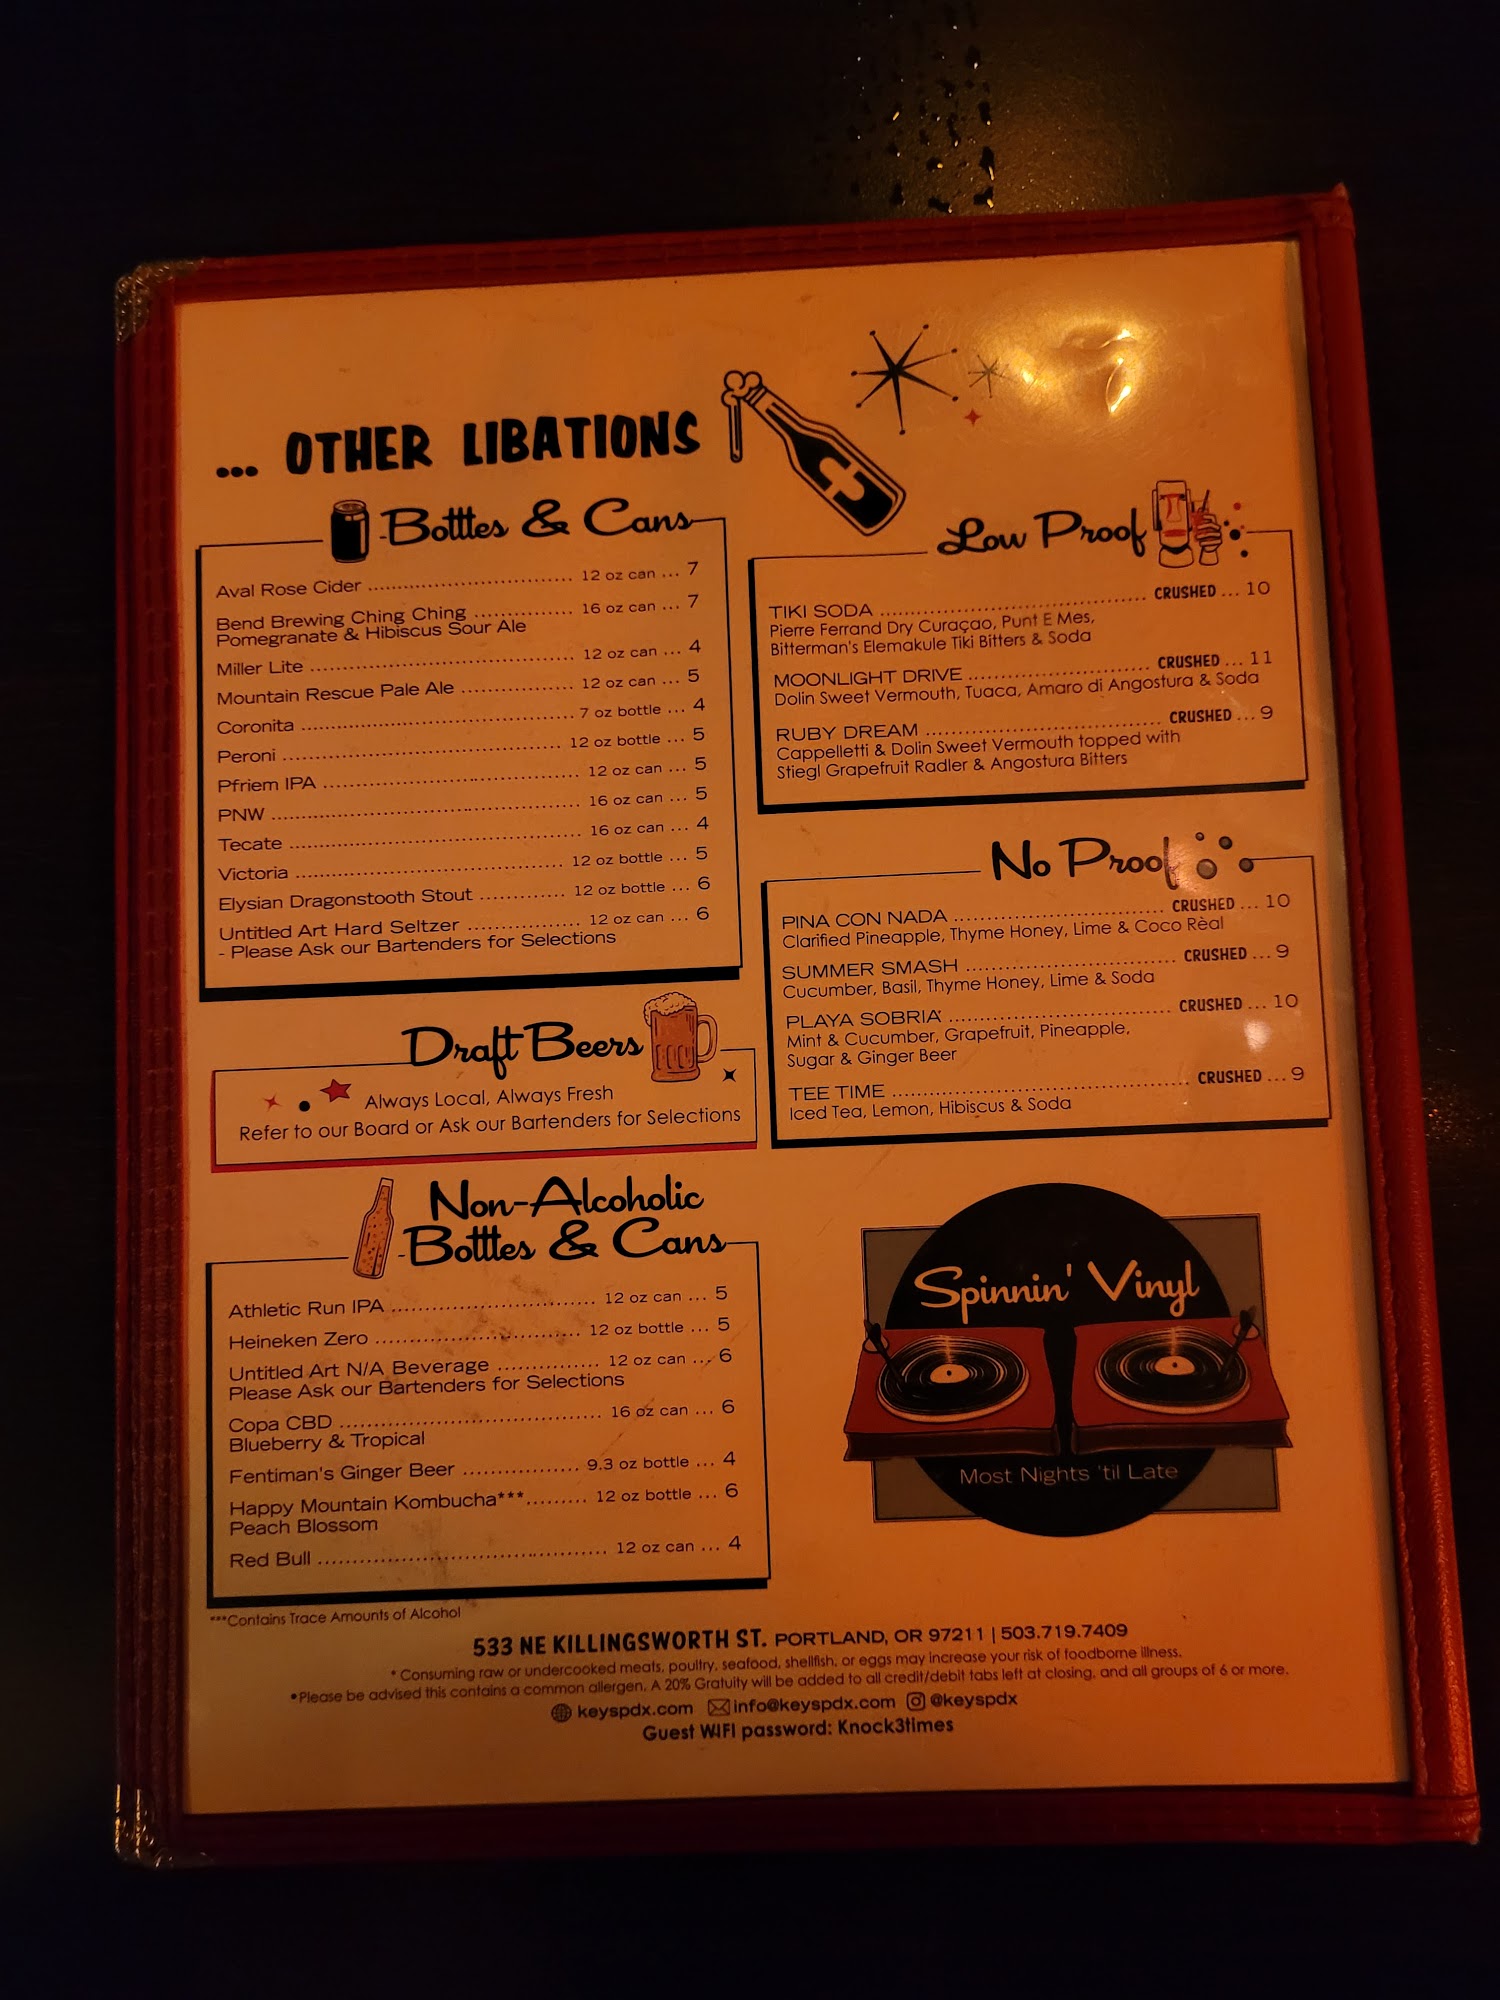 ... OTHER LIBATIONS
Botttles & Cans
Aval Rose Cider .............................. 12 oz can ... 7
Bend Brewing Ching Ching ............... 16 oz can ... 7
Pomegranate & Hibiscus Sour Ale
Miller Lite ....................................... 12 oz can ... 4
Mountain Rescue Pale Ale ................. 12 oz can ... 5
Coronita ........................................ 7 oz bottle ... 4
Peroni ......................................... 12 oz bottle ... 5
Pfriem IPA ...................................... 12 oz can ... 5
PNW ............................................. 16 oz can ... 5
Tecate ........................................... 16 oz can ... 4
Victoria ....................................... 12 oz bottle ... 5
Elysian Dragonstooth Stout ............. 12 oz bottle ... 6
Untitled Art Hard Seltzer ................. 12 oz can ... 6
- Please Ask our Bartenders for Selections
Draft Beers
Always Local, Always Fresh
Refer to our Board or Ask our Bartenders for Selections
Non-Alcoholic
Botttles & Cans
Athletic Run IPA .............................. 12 oz can ... 5
Heineken Zero .............................. 12 oz bottle ... 5
Untitled Art N/A Beverage ............... 12 oz can ... 6
Please Ask our Bartenders for Selections
Copa CBD ...................................... 16 oz can ... 6
Blueberry & Tropical
Fentiman's Ginger Beer ................. 9.3 oz bottle ... 4
Happy Mountain Kombucha***......... 12 oz bottle ... 6
Peach Blossom
Red Bull .......................................... 12 oz can ... 4
***Contains Trace Amounts of Alcohol
Low Proof
TIKI SODA ....................................... CRUSHED ... 10
Pierre Ferrand Dry Curaçao, Punt E Mes,
Bitterman's Elemakule Tiki Bitters & Soda
MOONLIGHT DRIVE ........................... CRUSHED ... 11
Dolin Sweet Vermouth, Tuaca, Amaro di Angostura & Soda
RUBY DREAM ................................... CRUSHED ... 9
Cappelletti & Dolin Sweet Vermouth topped with
Stiegl Grapefruit Radler & Angostura Bitters
No Proof
PINA CON NADA ............................... CRUSHED ... 10
Clarified Pineapple, Thyme Honey, Lime & Coco Rèal
SUMMER SMASH ............................... CRUSHED ... 9
Cucumber, Basil, Thyme Honey, Lime & Soda
PLAYA SOBRIA ................................. CRUSHED ... 10
Mint & Cucumber, Grapefruit, Pineapple,
Sugar & Ginger Beer
TEE TIME ........................................... CRUSHED ... 9
Iced Tea, Lemon, Hibiscus & Soda
Spinnin' Vinyl
Most Nights 'til Late
533 NE KILLINGSWORTH ST. PORTLAND, OR 97211 | 503.719.7409
* Consuming raw or undercooked meats, poultry, seafood, shellfish, or eggs may increase your risk of foodborne illness.
•Please be advised this contains a common allergen. A 20% Gratuity will be added to all credit/debit tabs left at closing, and all groups of 6 or more.
keyspdx.com info@keyspdx.com @keyspdx
Guest WIFI password: Knock3times